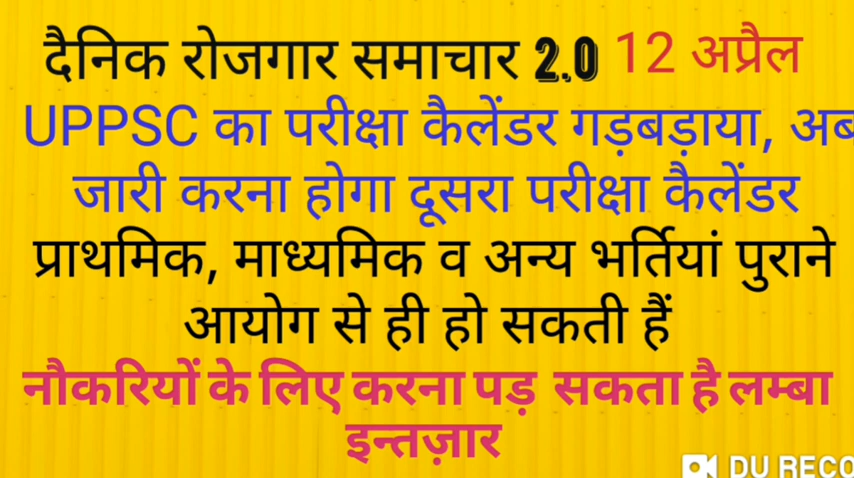 दैनिक रोजगार समाचार 2.0 12 अप्रैल
UPPSC का परीक्षा कैलेंडर गड़बड़ाया, अब
जारी करना होगा दूसरा परीक्षा कैलेंडर
प्राथमिक, माध्यमिक व अन्य भर्तियां पुराने
आयोग से ही हो सकती हैं
नौकरियों के लिए करना पड़ सकता है लम्बा
इन्तज़ार
DU RECO